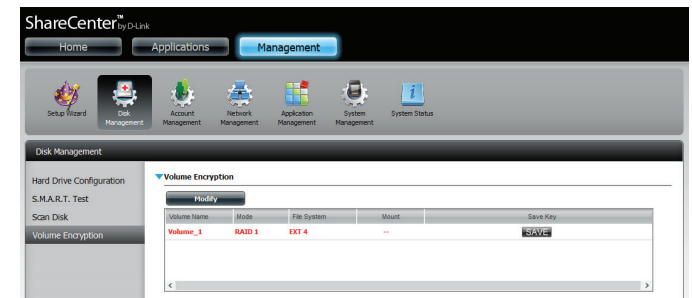 ShareCenter™ by D-Link
Home Applications Management
Setup Wizard Disk Management Account Management Network Management Application Management System Management System Status
Disk Management
Hard Drive Configuration
S.M.A.R.T. Test
Scan Disk
Volume Encryption
Volume Encryption
Modify
Volume Name Mode File System Mount Save Key
Volume_1 RAID 1 EXT 4 -- SAVE